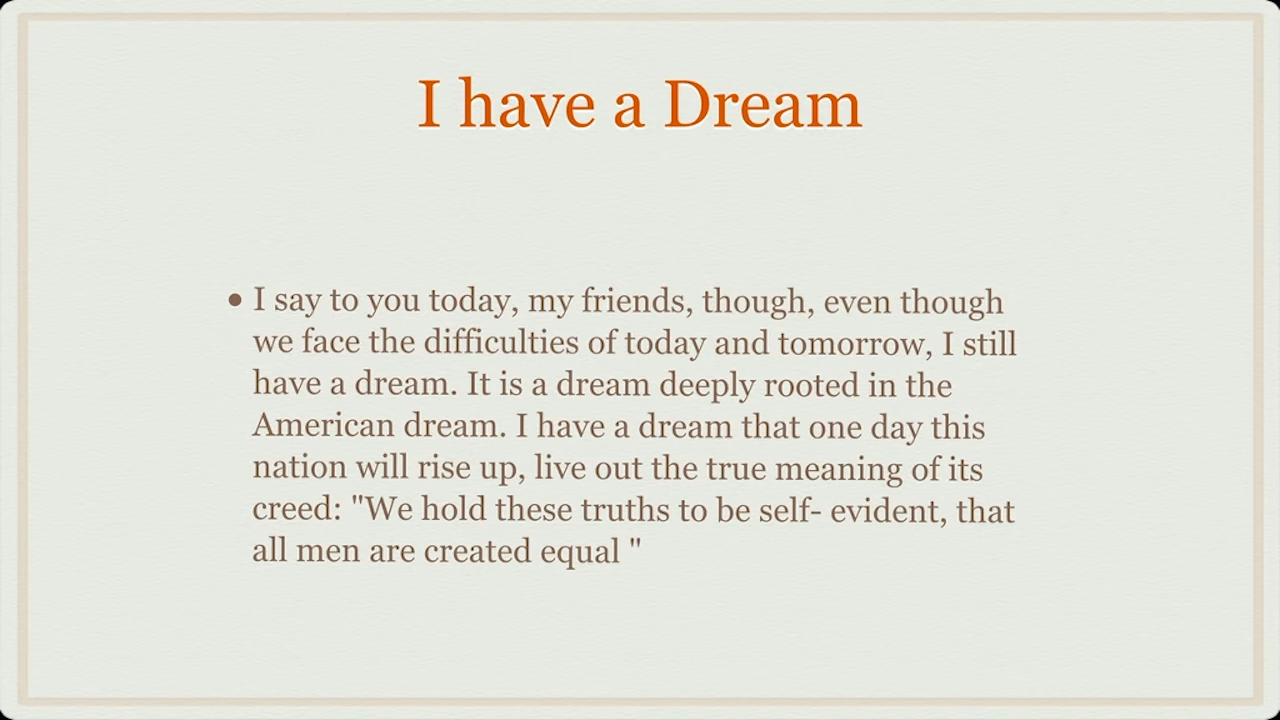 I have a Dream
• I say to you today, my friends, though, even though
we face the difficulties of today and tomorrow, I still
have a dream. It is a dream deeply rooted in the
American dream. I have a dream that one day this
nation will rise up, live out the true meaning of its
creed: "We hold these truths to be self- evident, that
all men are created equal "